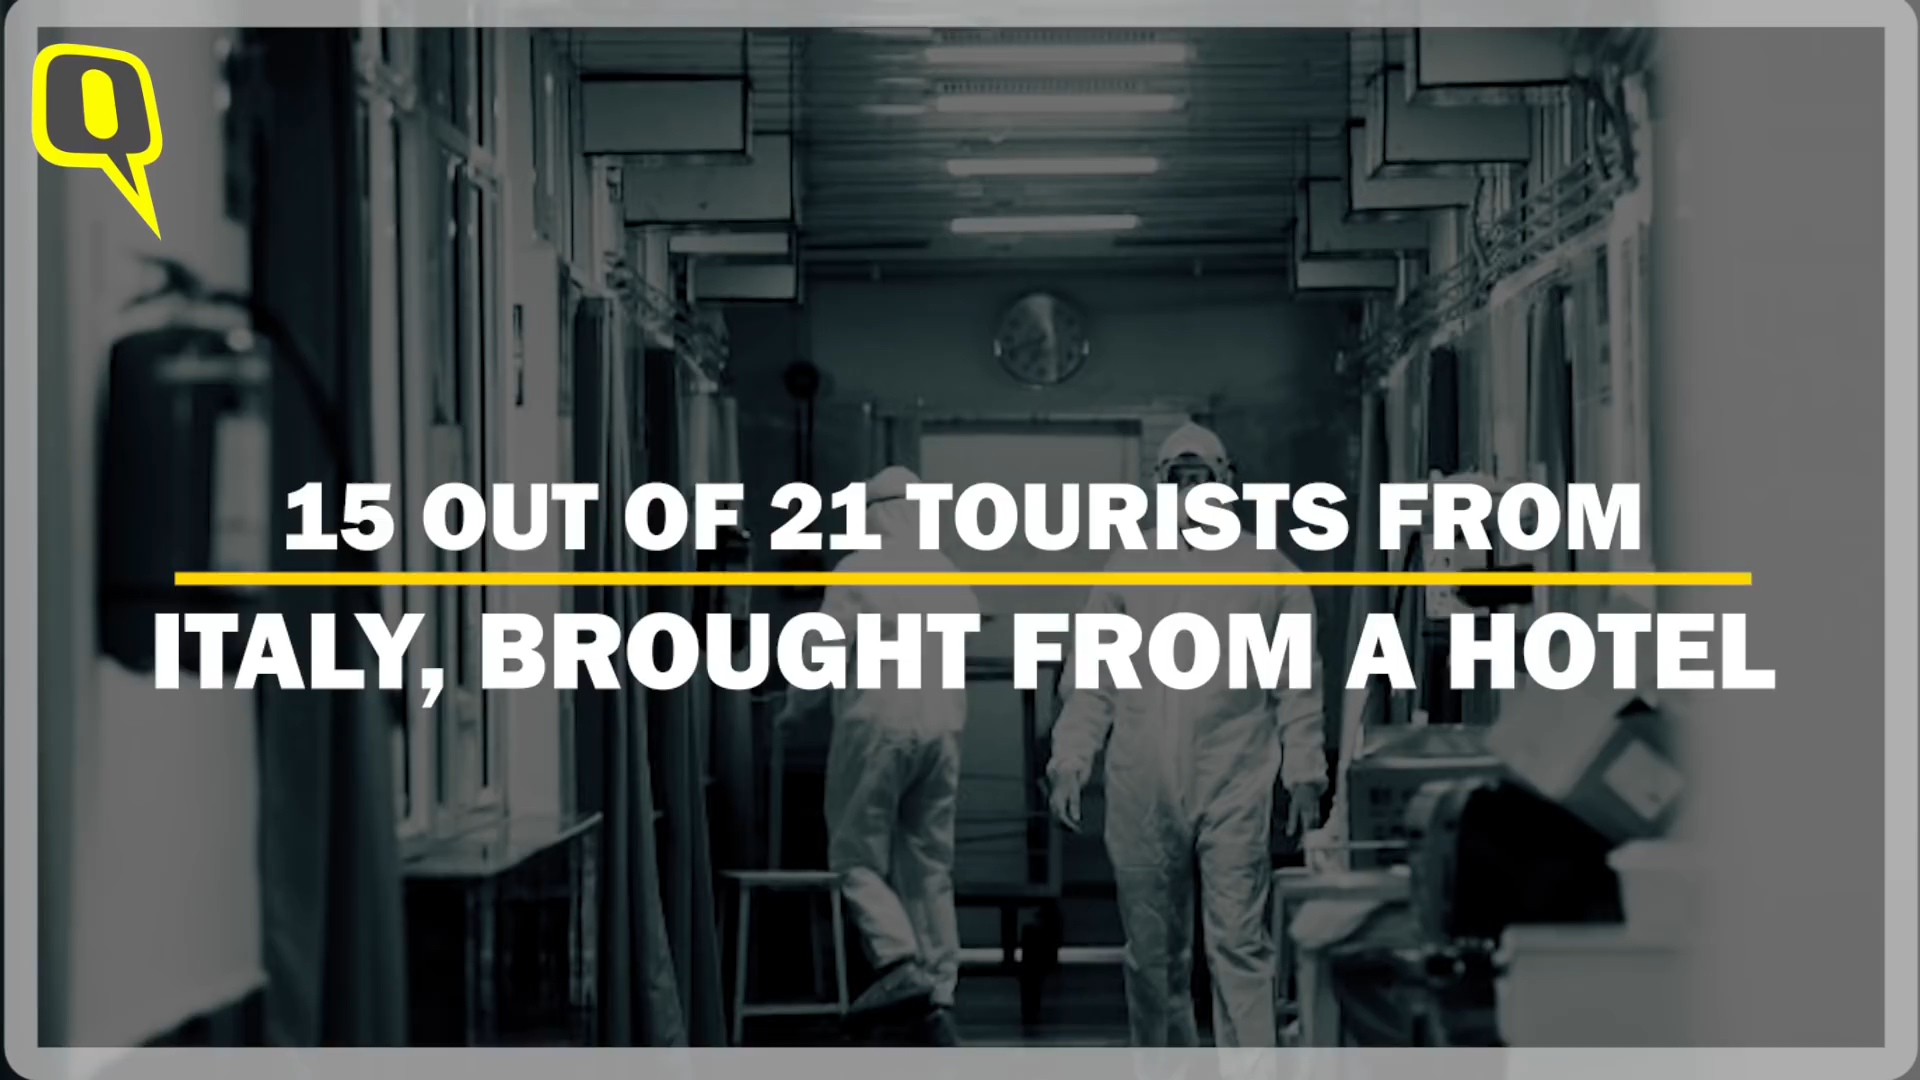 Q
15 OUT OF 21 TOURISTS FROM
ITALY, BROUGHT FROM A HOTEL